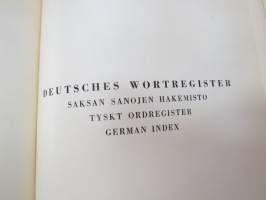 DEUTSCHES WORTREGISTER
SAKSAN SANOJEN HAKEMISTO
TYSKT ORDREGISTER
GERMAN INDEX